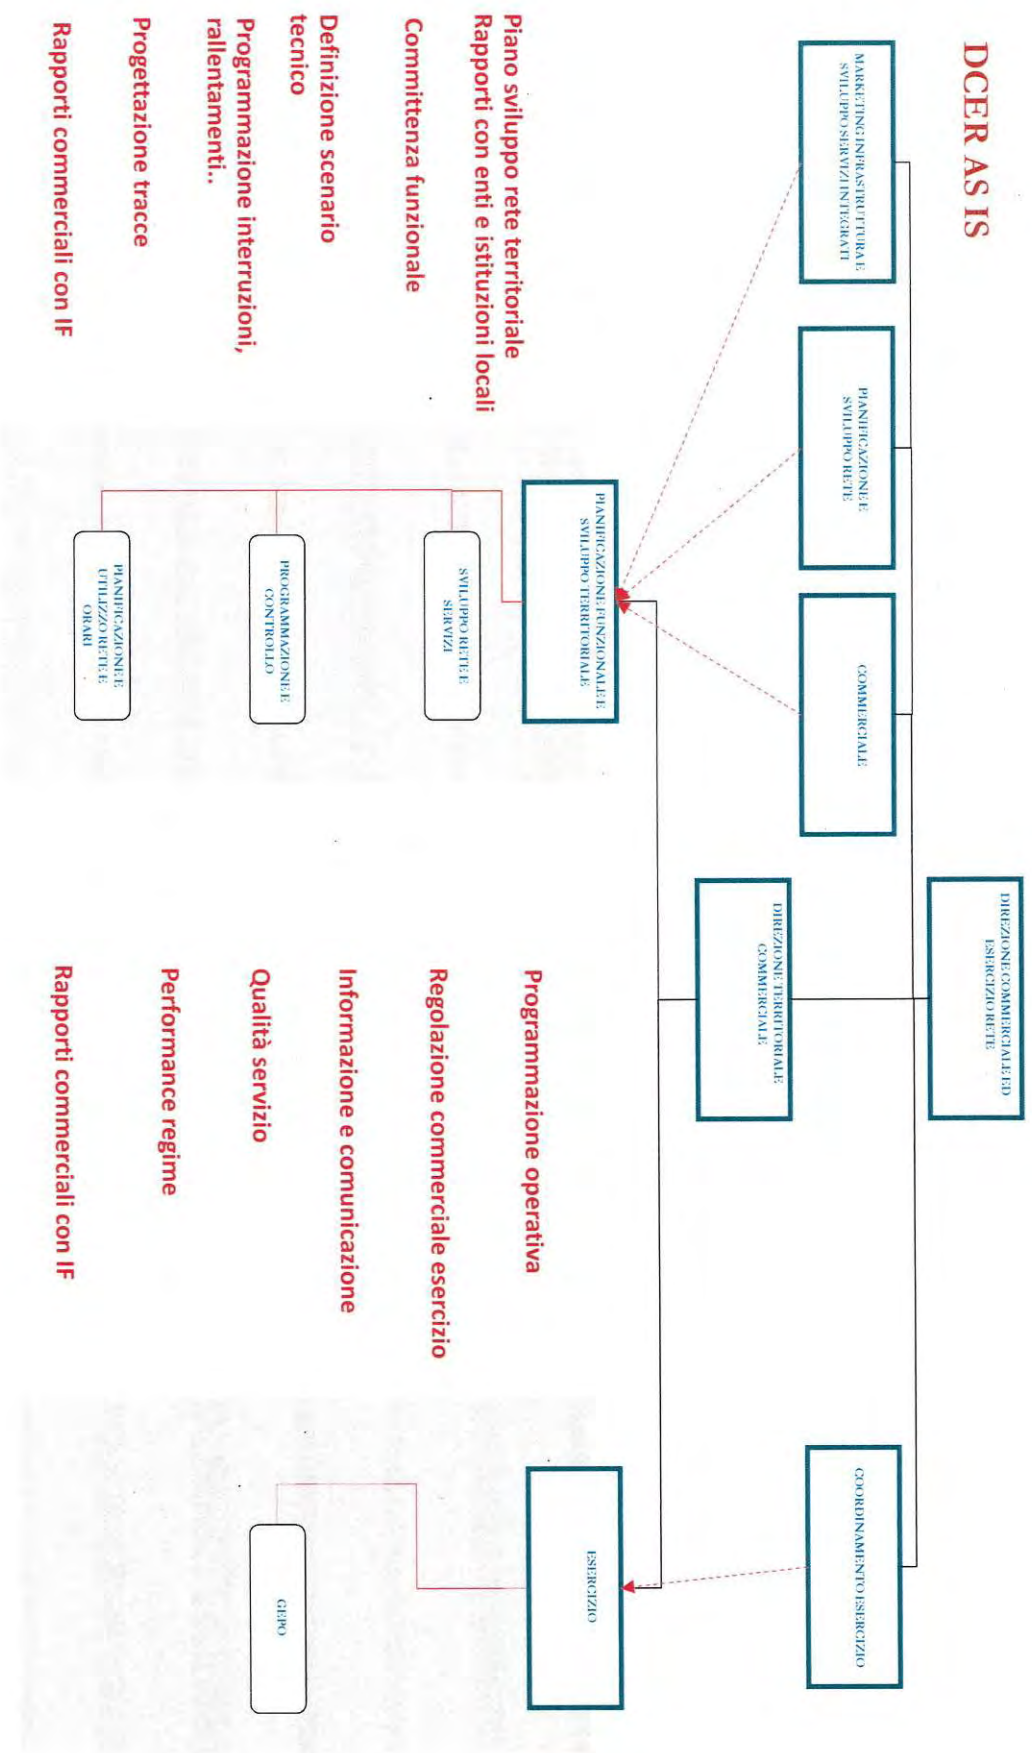 DCER AS IS
DIREZIONE COMMERCIALE ED
ESERCIZIO RETE
MARKETING INFRASTRUTTURA E
SVILUPPO SERVIZI INTEGRATI
PIANIFICAZIONE E
SVILUPPO RETE
COMMERCIALE
COORDINAMENTO ESERCIZIO
DIREZIONE TERRITORIALE
COMMERCIALE
PIANIFICAZIONE FUNZIONALE E
SVILUPPO TERRITORIALE
ESERCIZIO
SVILUPPO RETE E
SERVIZI
PROGRAMMAZIONE E
CONTROLLO
PIANIFICAZIONE E
UTILIZZO RETE E
ORARI
GEPO
Piano sviluppo rete territoriale
Rapporti con enti e istituzioni locali
Committenza funzionale
Definizione scenario
tecnico
Programmazione interruzioni,
rallentamenti..
Progettazione tracce
Rapporti commerciali con IF
Programmazione operativa
Regolazione commerciale esercizio
Informazione e comunicazione
Qualità servizio
Performance regime
Rapporti commerciali con IF